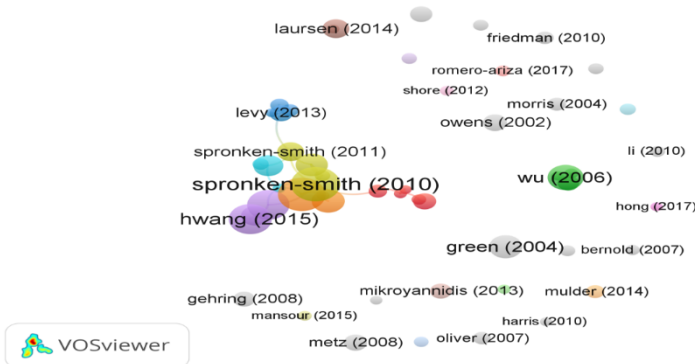 laursen (2014)
friedman (2010)
romero-ariza (2017)
shore (2012)
morris (2004)
levy (2013)
owens (2002)
spronken-smith (2011)
li (2010)
spronken-smith (2010)
wu (2006)
hong (2017)
hwang (2015)
green (2004)
bernold (2007)
mikroyannidis (2013)
mulder (2014)
gehring (2008)
mansour (2015)
harris (2010)
metz (2008)
oliver (2007)
VOSviewer